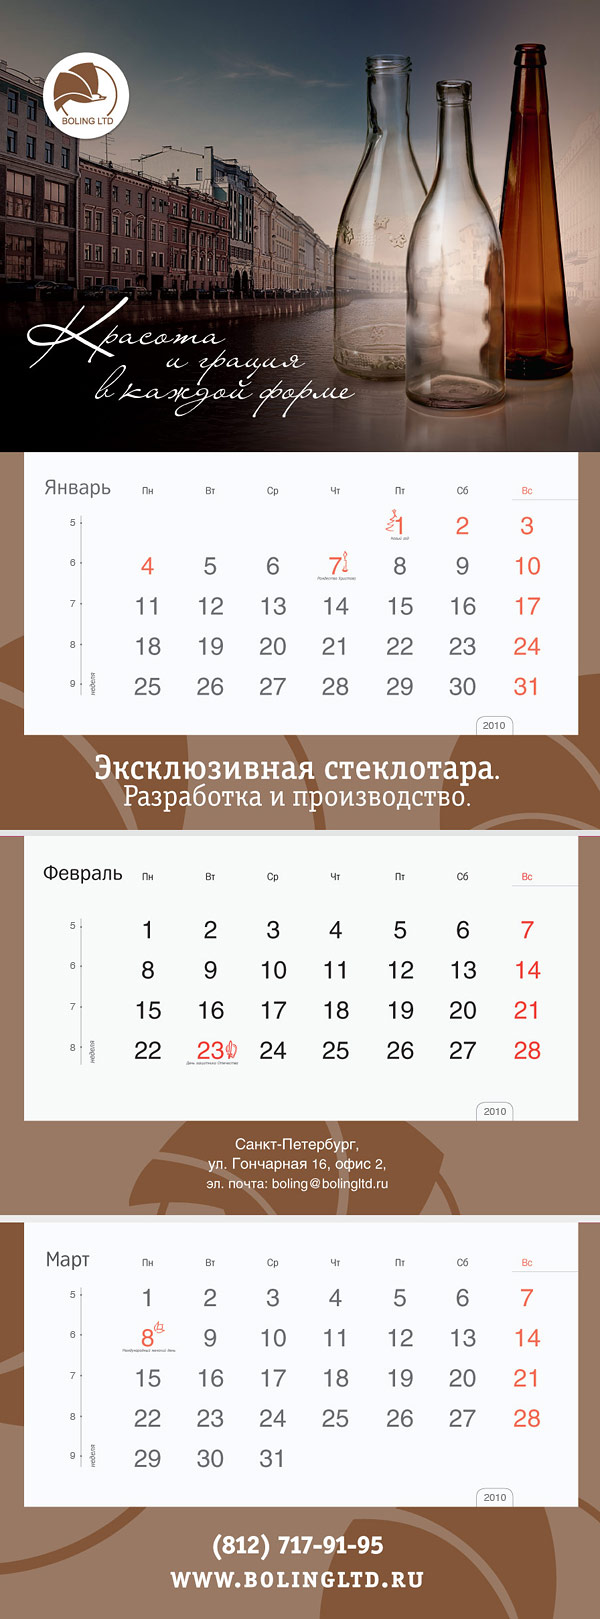 BOLING LTD
Красота
и грация
в каждой форме
Январь Пн Вт Ср Чт Пт Сб Вс
5 1 2 3
Новый год
6 4 5 6 7 8 9 10
Рождество Христово
7 11 12 13 14 15 16 17
8 18 19 20 21 22 23 24
9 неделя 25 26 27 28 29 30 31
2010
Эксклюзивная стеклотара.
Разработка и производство.
Февраль Пн Вт Ср Чт Пт Сб Вс
5 1 2 3 4 5 6 7
6 8 9 10 11 12 13 14
7 15 16 17 18 19 20 21
8 неделя 22 23 24 25 26 27 28
День защитника Отечества
2010
Санкт-Петербург,
ул. Гончарная 16, офис 2,
эл. почта: boling@bolingltd.ru
Март Пн Вт Ср Чт Пт Сб Вс
5 1 2 3 4 5 6 7
6 8 9 10 11 12 13 14
Международный женский день
7 15 16 17 18 19 20 21
8 22 23 24 25 26 27 28
9 неделя 29 30 31
2010
(812) 717-91-95
WWW.BOLINGLTD.RU